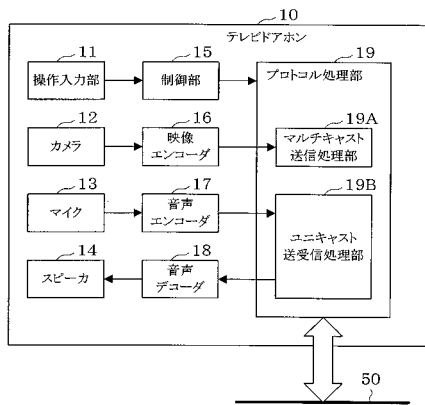 10
テレビドアホン
11
操作入力部
15
制御部
19
プロトコル処理部
12
カメラ
16
映像
エンコーダ
19A
マルチキャスト
送信処理部
13
マイク
17
音声
エンコーダ
19B
ユニキャスト
送受信処理部
14
スピーカ
18
音声
デコーダ
50